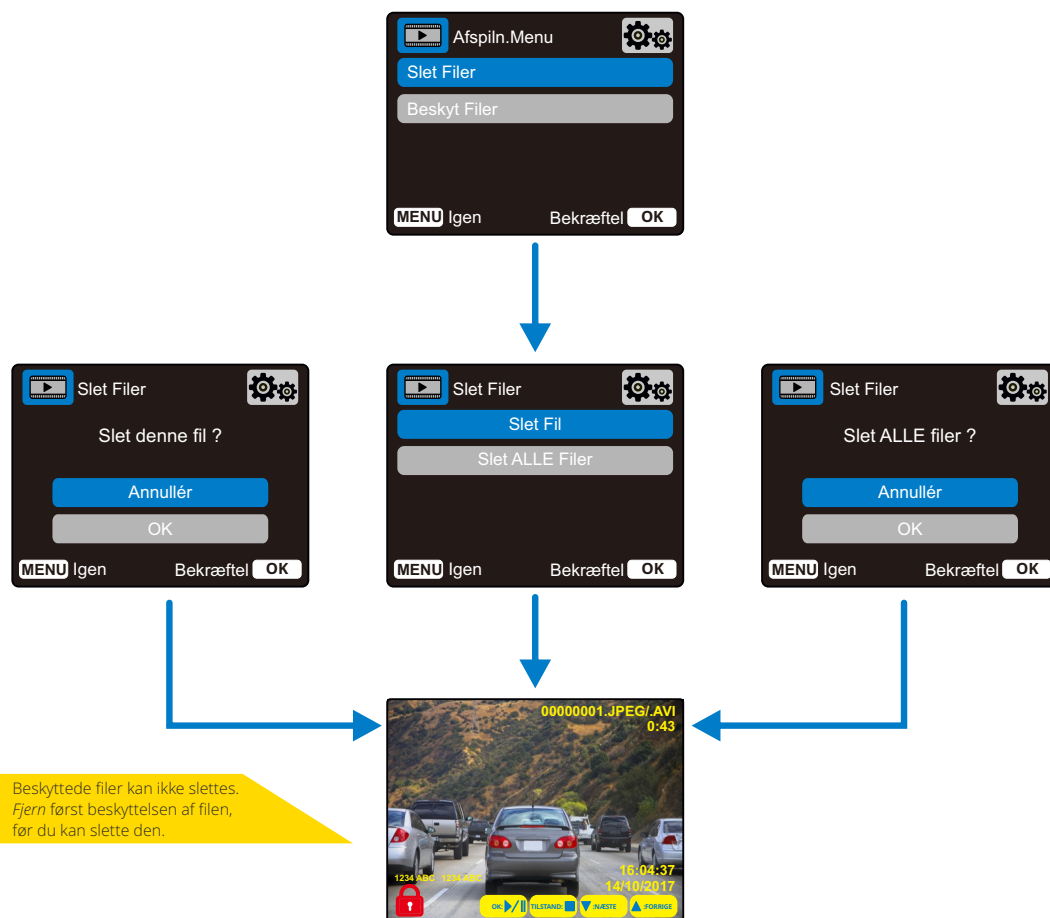 Afspiln.Menu
Slet Filer
Beskyt Filer
MENU Igen Bekræftel OK
Slet Filer
Slet denne fil ?
Annullér
OK
MENU Igen Bekræftel OK
Slet Filer
Slet Fil
Slet ALLE Filer
MENU Igen Bekræftel OK
Slet Filer
Slet ALLE filer ?
Annullér
OK
MENU Igen Bekræftel OK
Beskyttede filer kan ikke slettes.
Fjern først beskyttelsen af filen,
før du kan slette den.
00000001.JPEG/.AVI
0:43
16:04:37
1234 ABC 1234 ABC
14/10/2017
OK: TILSTAND: :NÆSTE :FORRIGE